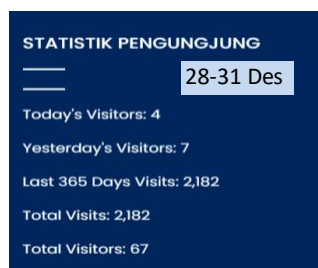 STATISTIK PENGUNGJUNG
28-31 Des
Today's Visitors: 4
Yesterday's Visitors: 7
Last 365 Days Visits: 2,182
Total Visits: 2,182
Total Visitors: 67